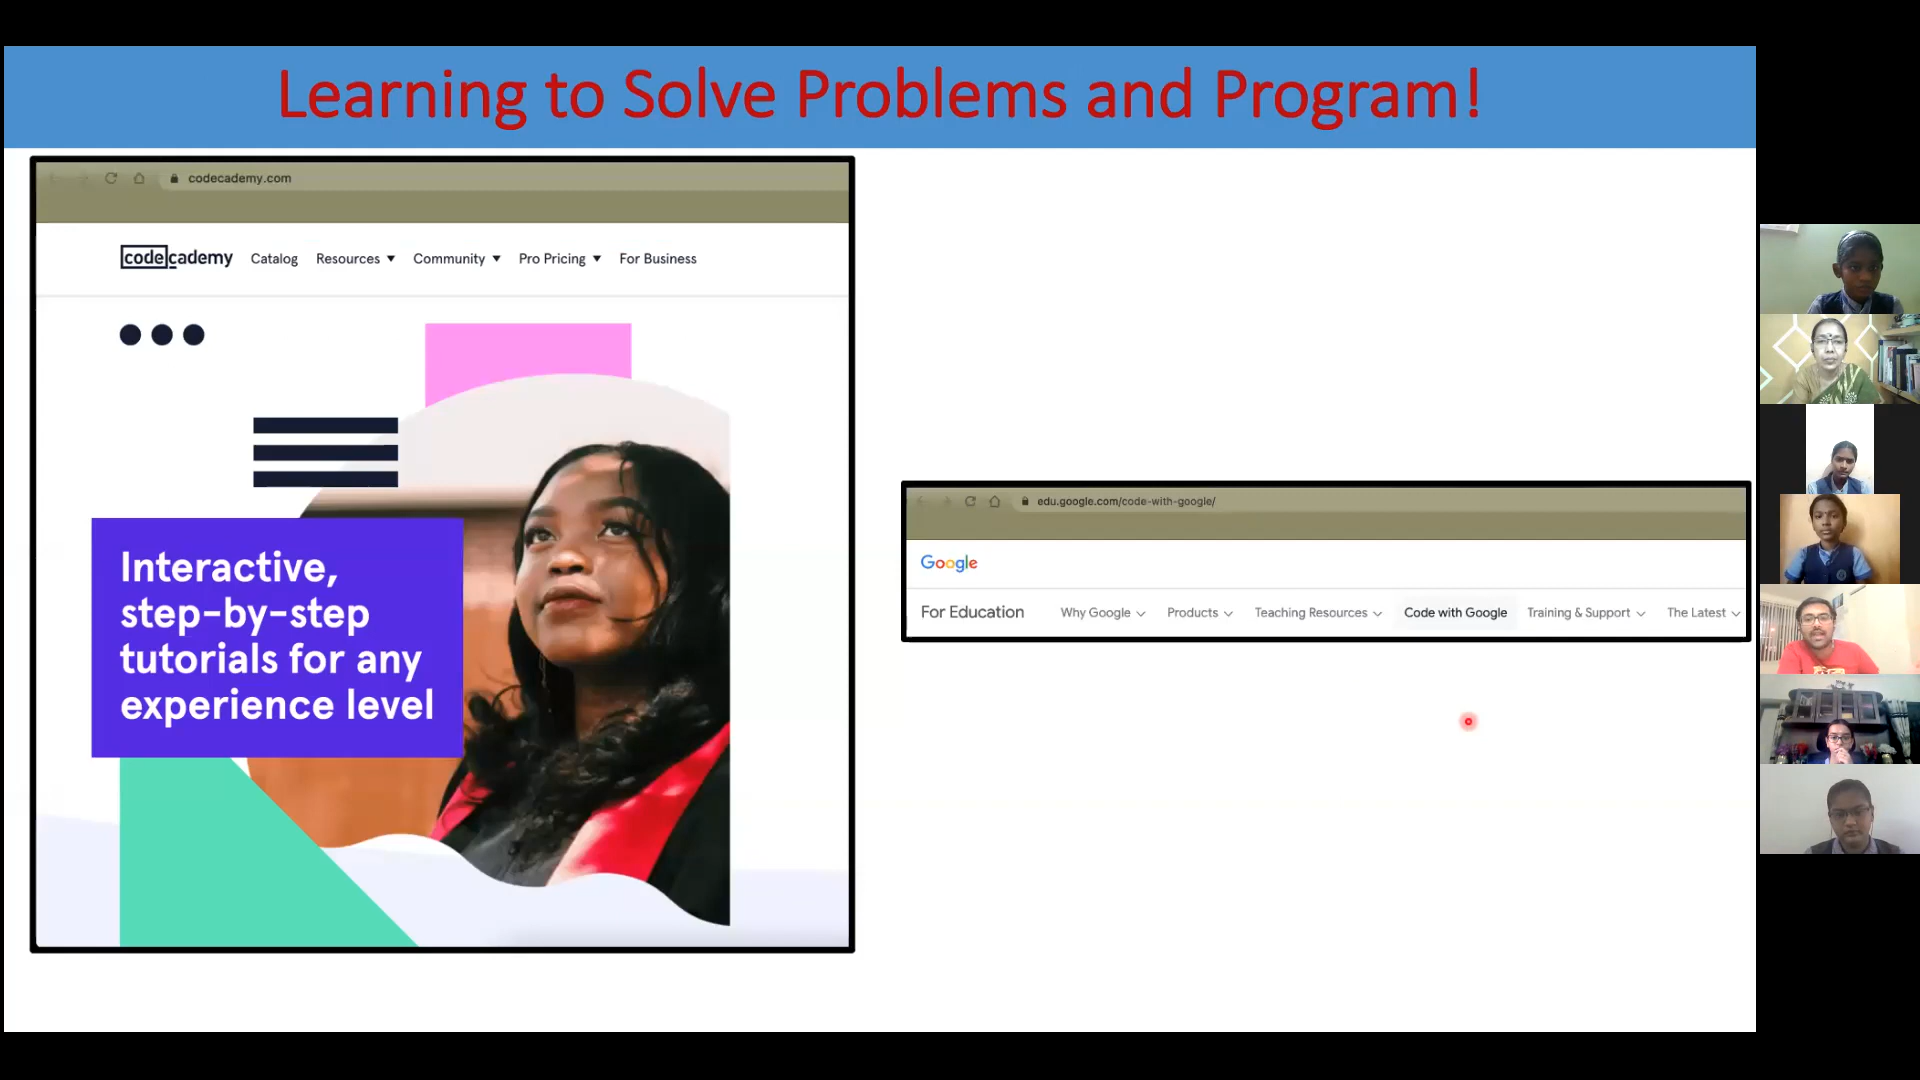 Learning to Solve Problems and Program!
codecademy.com
codecademy Catalog Resources Community Pro Pricing For Business
Interactive,
step-by-step
tutorials for any
experience level
edu.google.com/code-with-google/
Google
For Education Why Google Products Teaching Resources Code with Google Training & Support The Latest